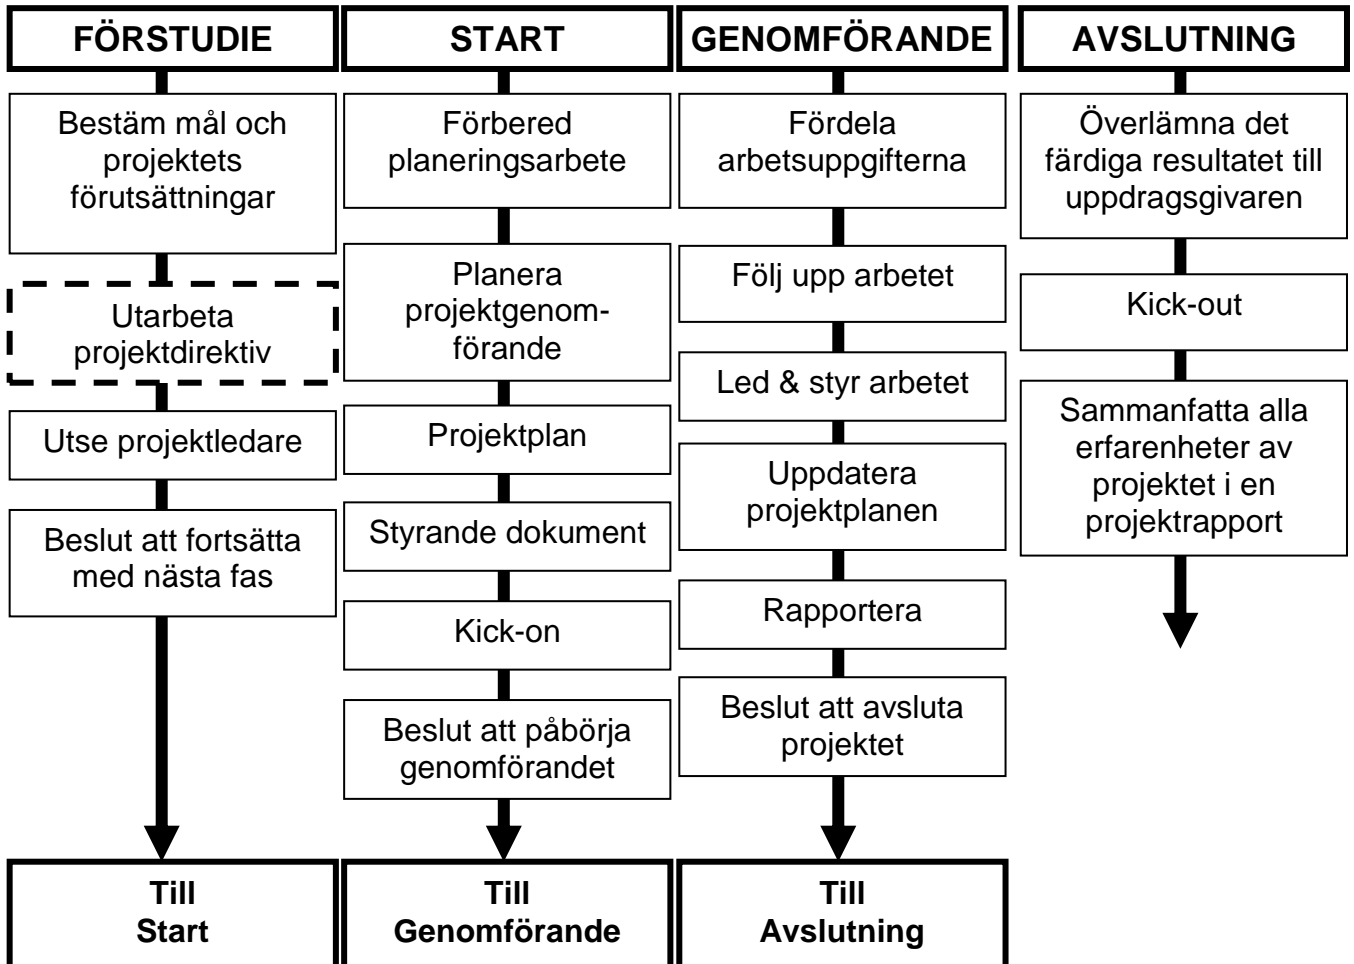 FÖRSTUDIE
Bestäm mål och
projektets
förutsättningar
Utarbeta
projektdirektiv
Utse projektledare
Beslut att fortsätta
med nästa fas
Till
Start
START
Förbered
planeringsarbete
Planera
projektgenom-
förande
Projektplan
Styrande dokument
Kick-on
Beslut att påbörja
genomförandet
Till
Genomförande
GENOMFÖRANDE
Fördela
arbetsuppgifterna
Följ upp arbetet
Led & styr arbetet
Uppdatera
projektplanen
Rapportera
Beslut att avsluta
projektet
Till
Avslutning
AVSLUTNING
Överlämna det
färdiga resultatet till
uppdragsgivaren
Kick-out
Sammanfatta alla
erfarenheter av
projektet i en
projektrapport